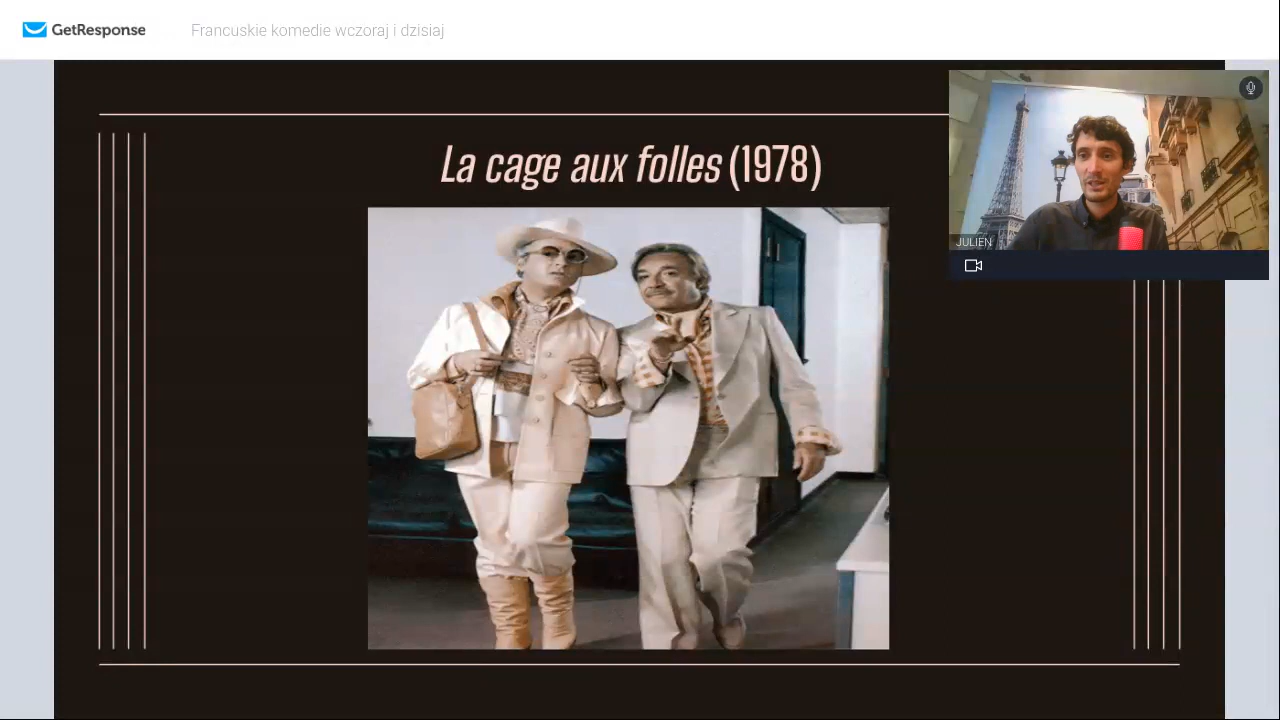 GetResponse
Francuskie komedie wczoraj i dzisiaj
La cage aux folles (1978)
JULIEN